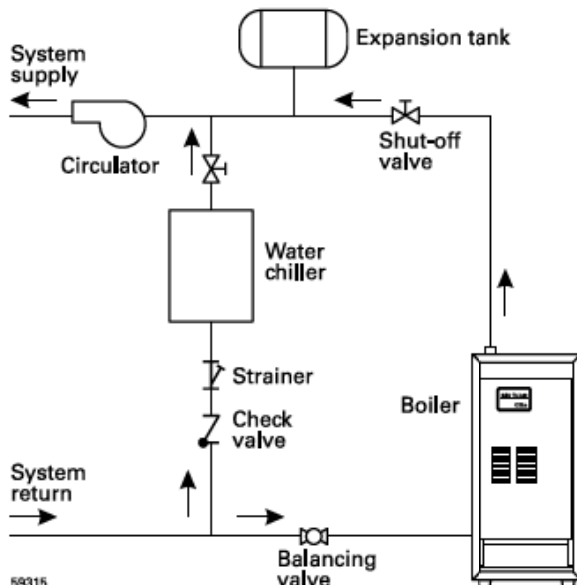 Expansion tank
System
supply
Circulator
Shut-off
valve
Water
chiller
Strainer
Boiler
Check
valve
System
return
Balancing
valve
59315